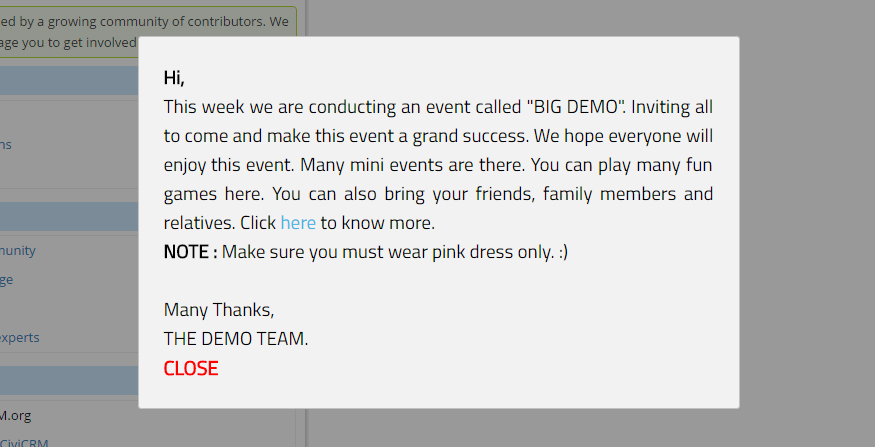 ed by a growing community of contributors. We
age you to get involved
Hi,
This week we are conducting an event called "BIG DEMO". Inviting all
to come and make this event a grand success. We hope everyone will
enjoy this event. Many mini events are there. You can play many fun
games here. You can also bring your friends, family members and
relatives. Click here to know more.
NOTE : Make sure you must wear pink dress only. :)
Many Thanks,
THE DEMO TEAM.
CLOSE
ns
munity
ge
experts
M.org
CiviCRM